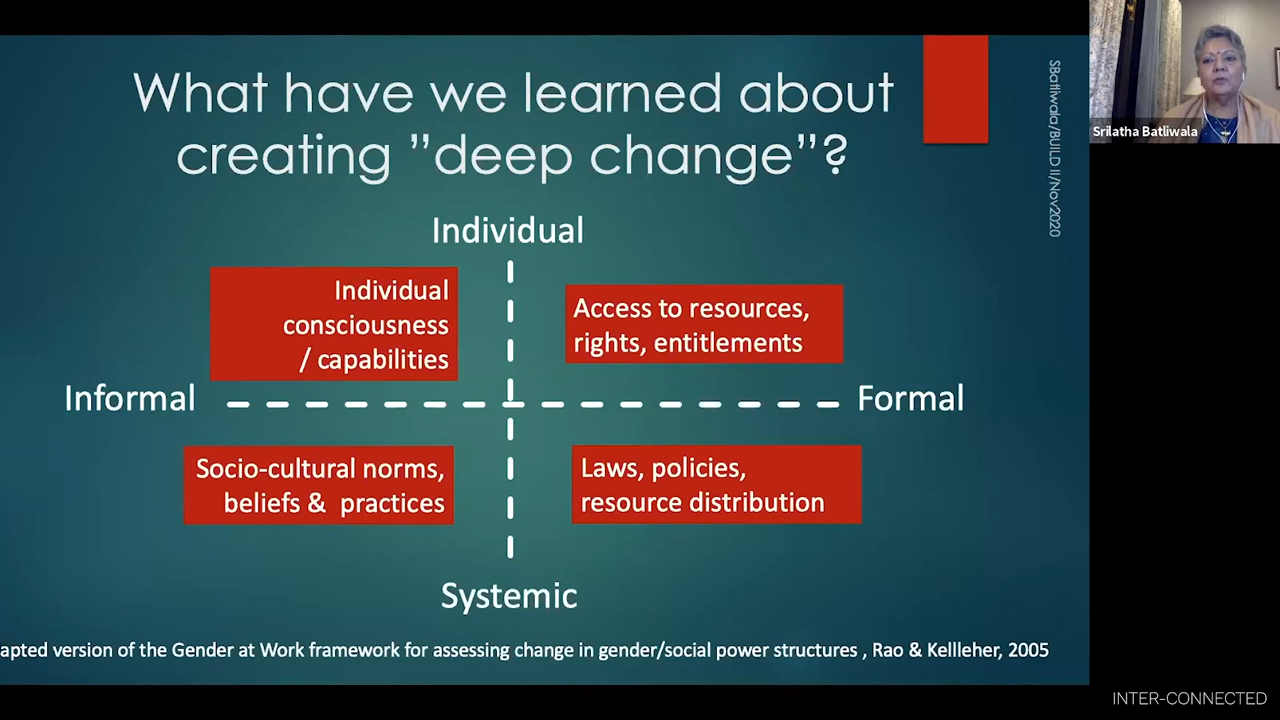 What have we learned about
creating ”deep change”?
Individual
Individual
consciousness
/ capabilities
Access to resources,
rights, entitlements
Informal
Formal
Socio-cultural norms,
beliefs & practices
Laws, policies,
resource distribution
Systemic
apted version of the Gender at Work framework for assessing change in gender/social power structures , Rao & Kellleher, 2005
SBatliwala/BUILD II/Nov2020
Srilatha Batliwala
INTER-CONNECTED